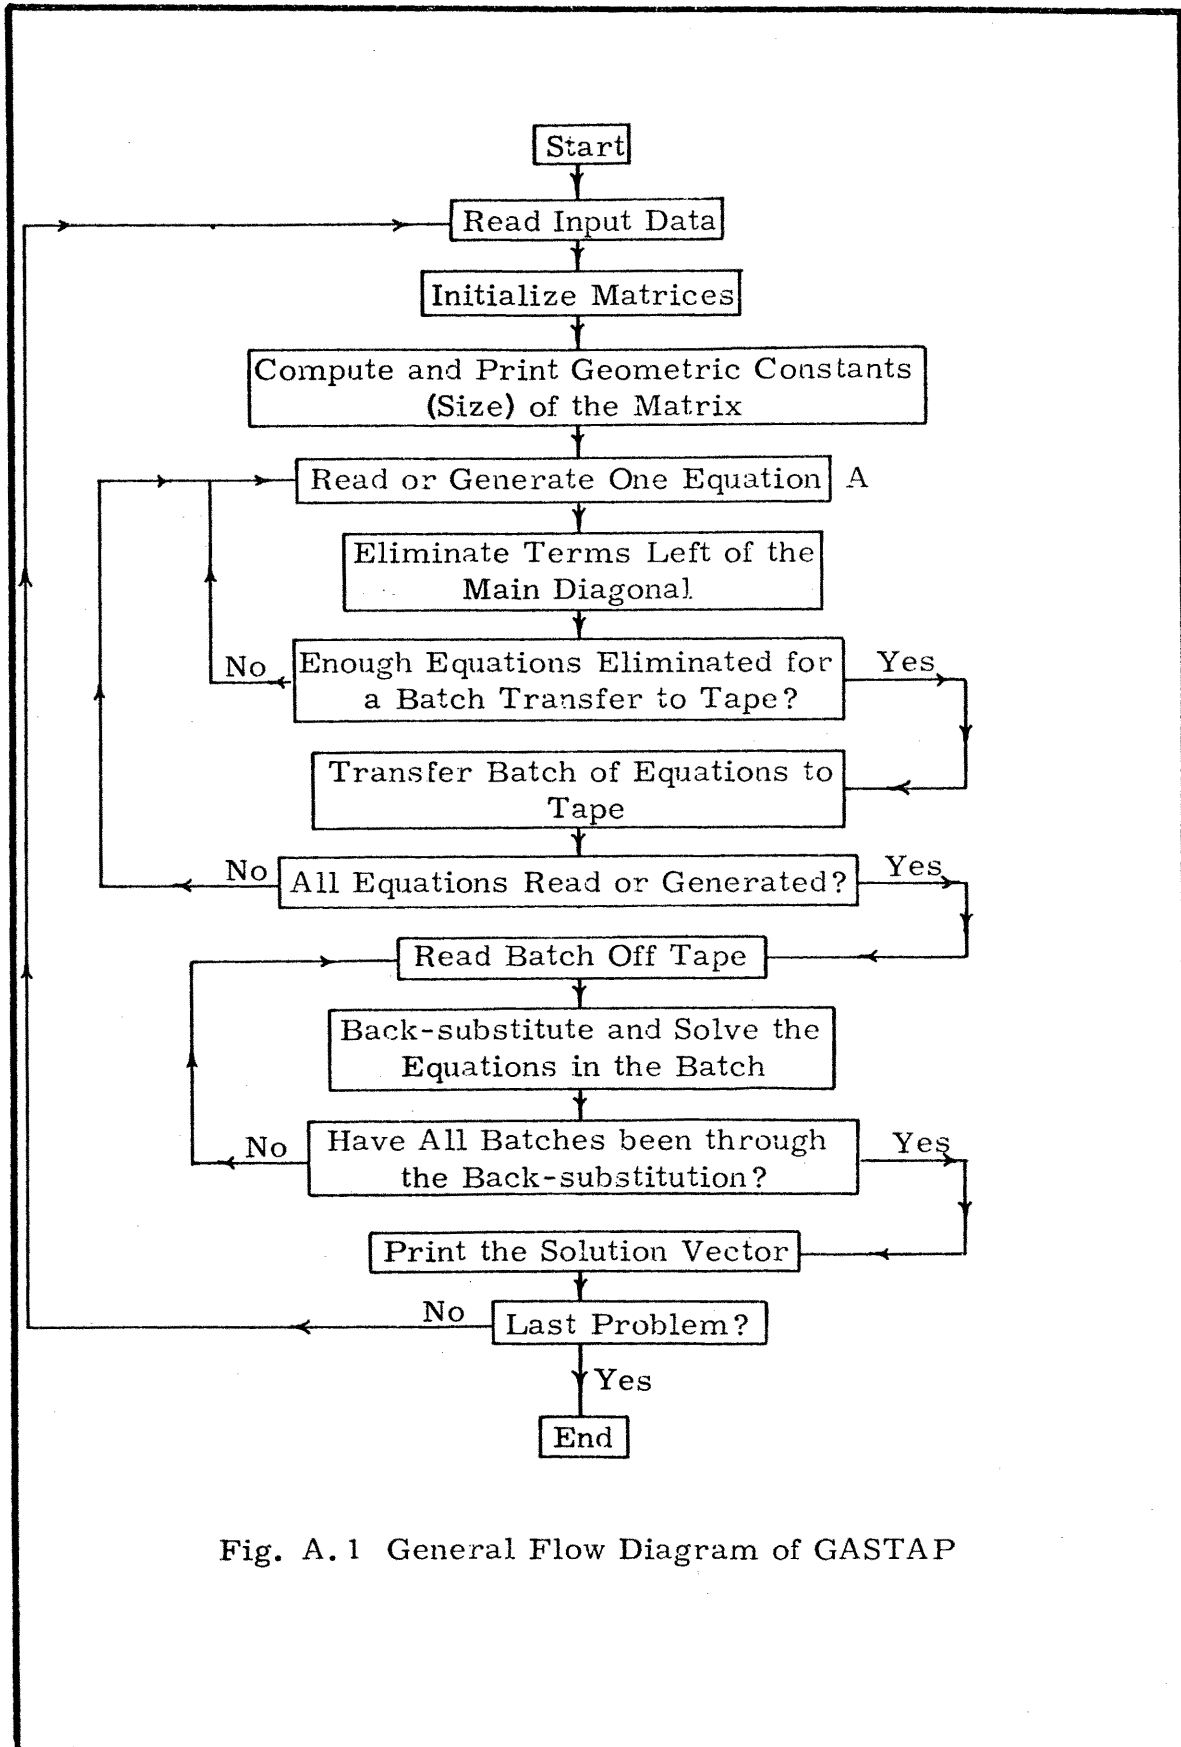 Start
Read Input Data
Initialize Matrices
Compute and Print Geometric Constants
(Size) of the Matrix
Read or Generate One Equation A
Eliminate Terms Left of the
Main Diagonal.
No
Enough Equations Eliminated for
a Batch Transfer to Tape?
Yes
Transfer Batch of Equations to
Tape
No
All Equations Read or Generated?
Yes
Read Batch Off Tape
Back-substitute and Solve the
Equations in the Batch
No
Have All Batches been through
the Back-substitution?
Yes
Print the Solution Vector
No
Last Problem?
Yes
End
Fig. A. 1 General Flow Diagram of GASTAP